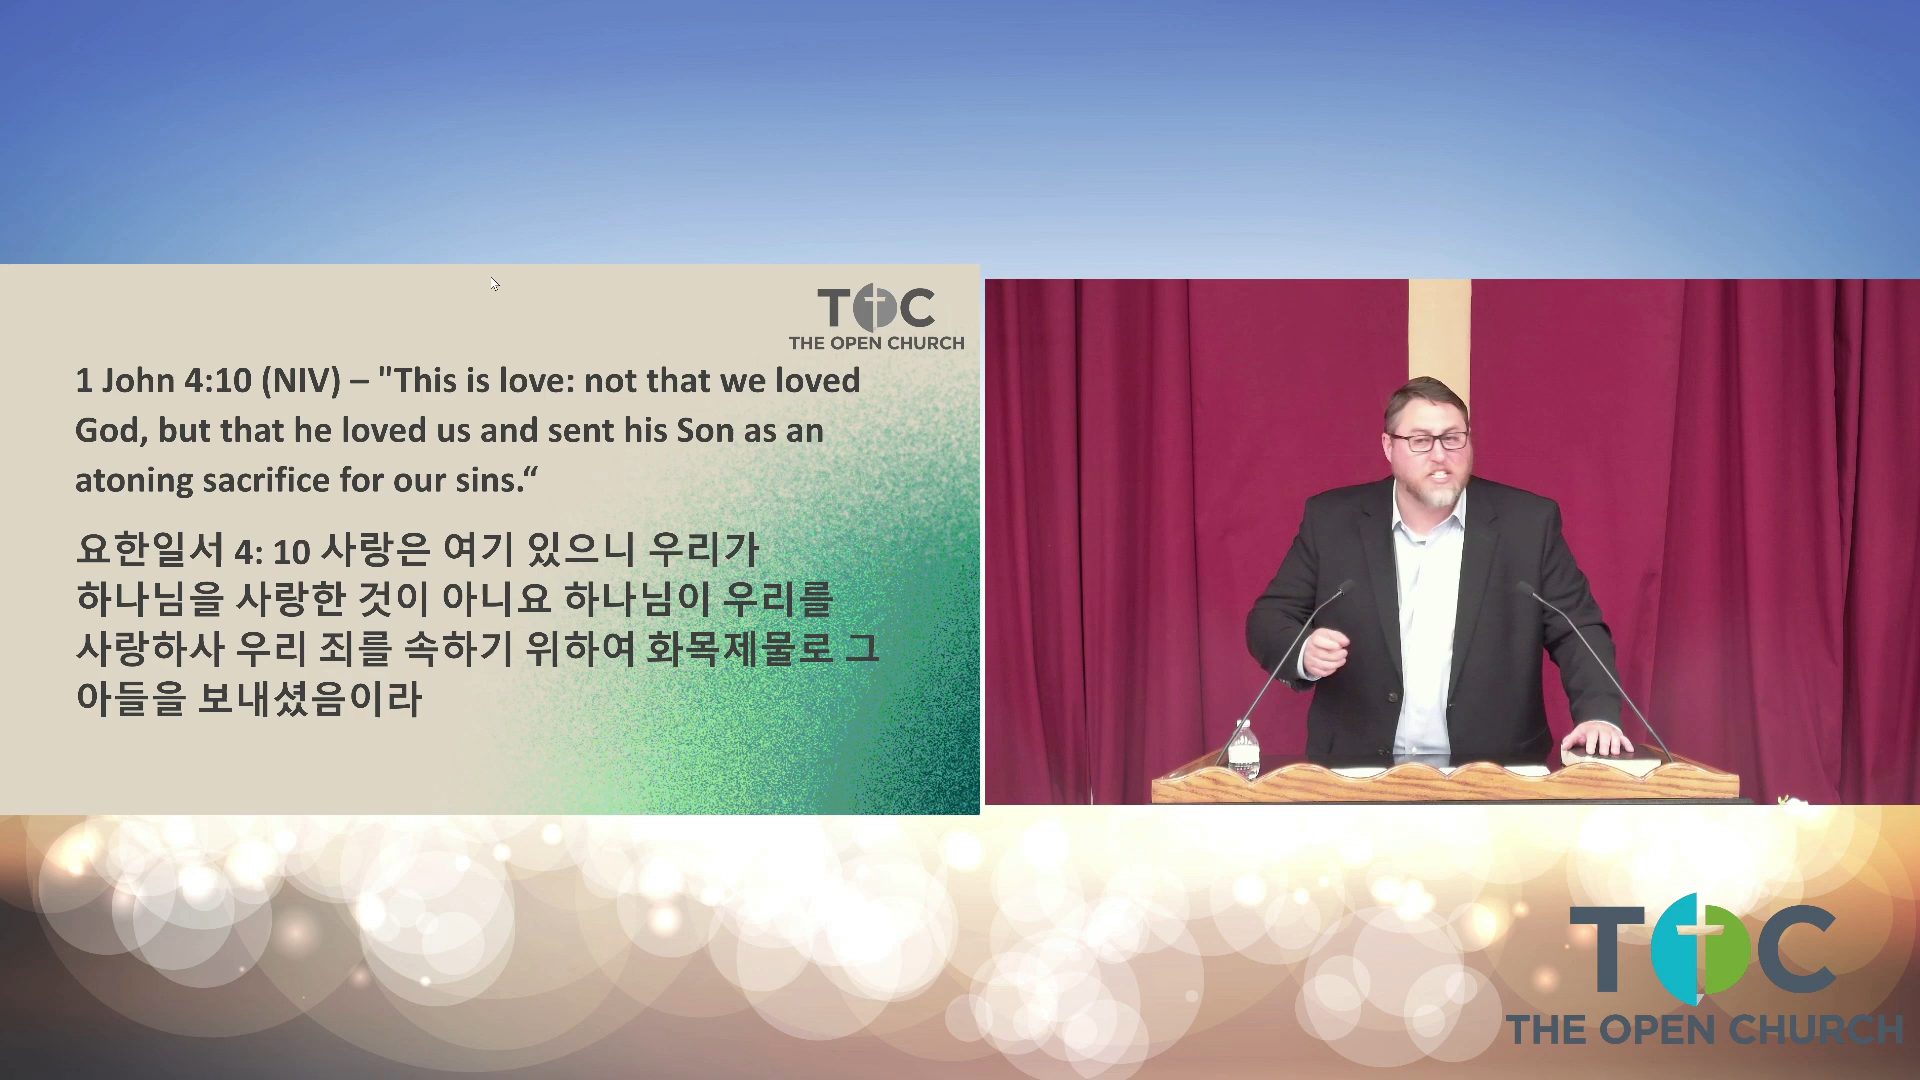 TOC
THE OPEN CHURCH
1 John 4:10 (NIV) – "This is love: not that we loved
God, but that he loved us and sent his Son as an
atoning sacrifice for our sins.“
요한일서 4: 10 사랑은 여기 있으니 우리가
하나님을 사랑한 것이 아니요 하나님이 우리를
사랑하사 우리 죄를 속하기 위하여 화목제물로 그
아들을 보내셨음이라
TOC
THE OPEN CHURCH